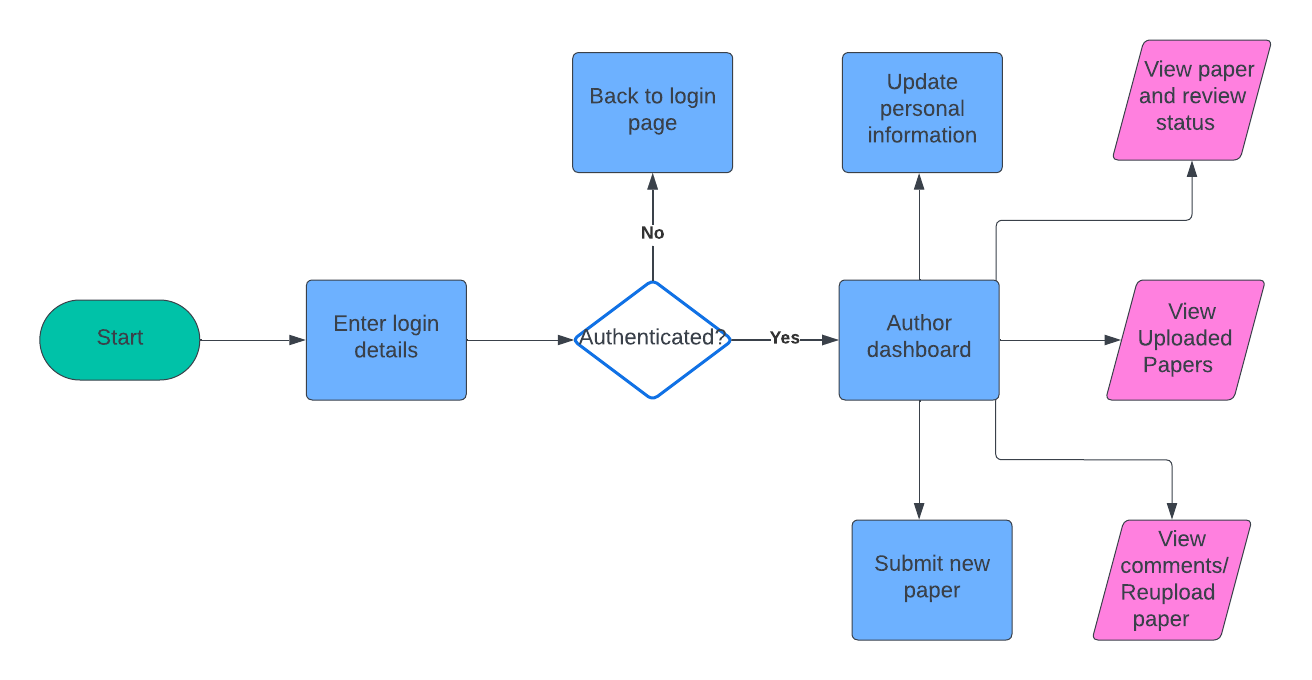 Start
Enter login
details
Back to login
page
No
Authenticated?
Yes
Update
personal
information
Author
dashboard
Submit new
paper
View paper
and review
status
View
Uploaded
Papers
View
comments/
Reupload
paper